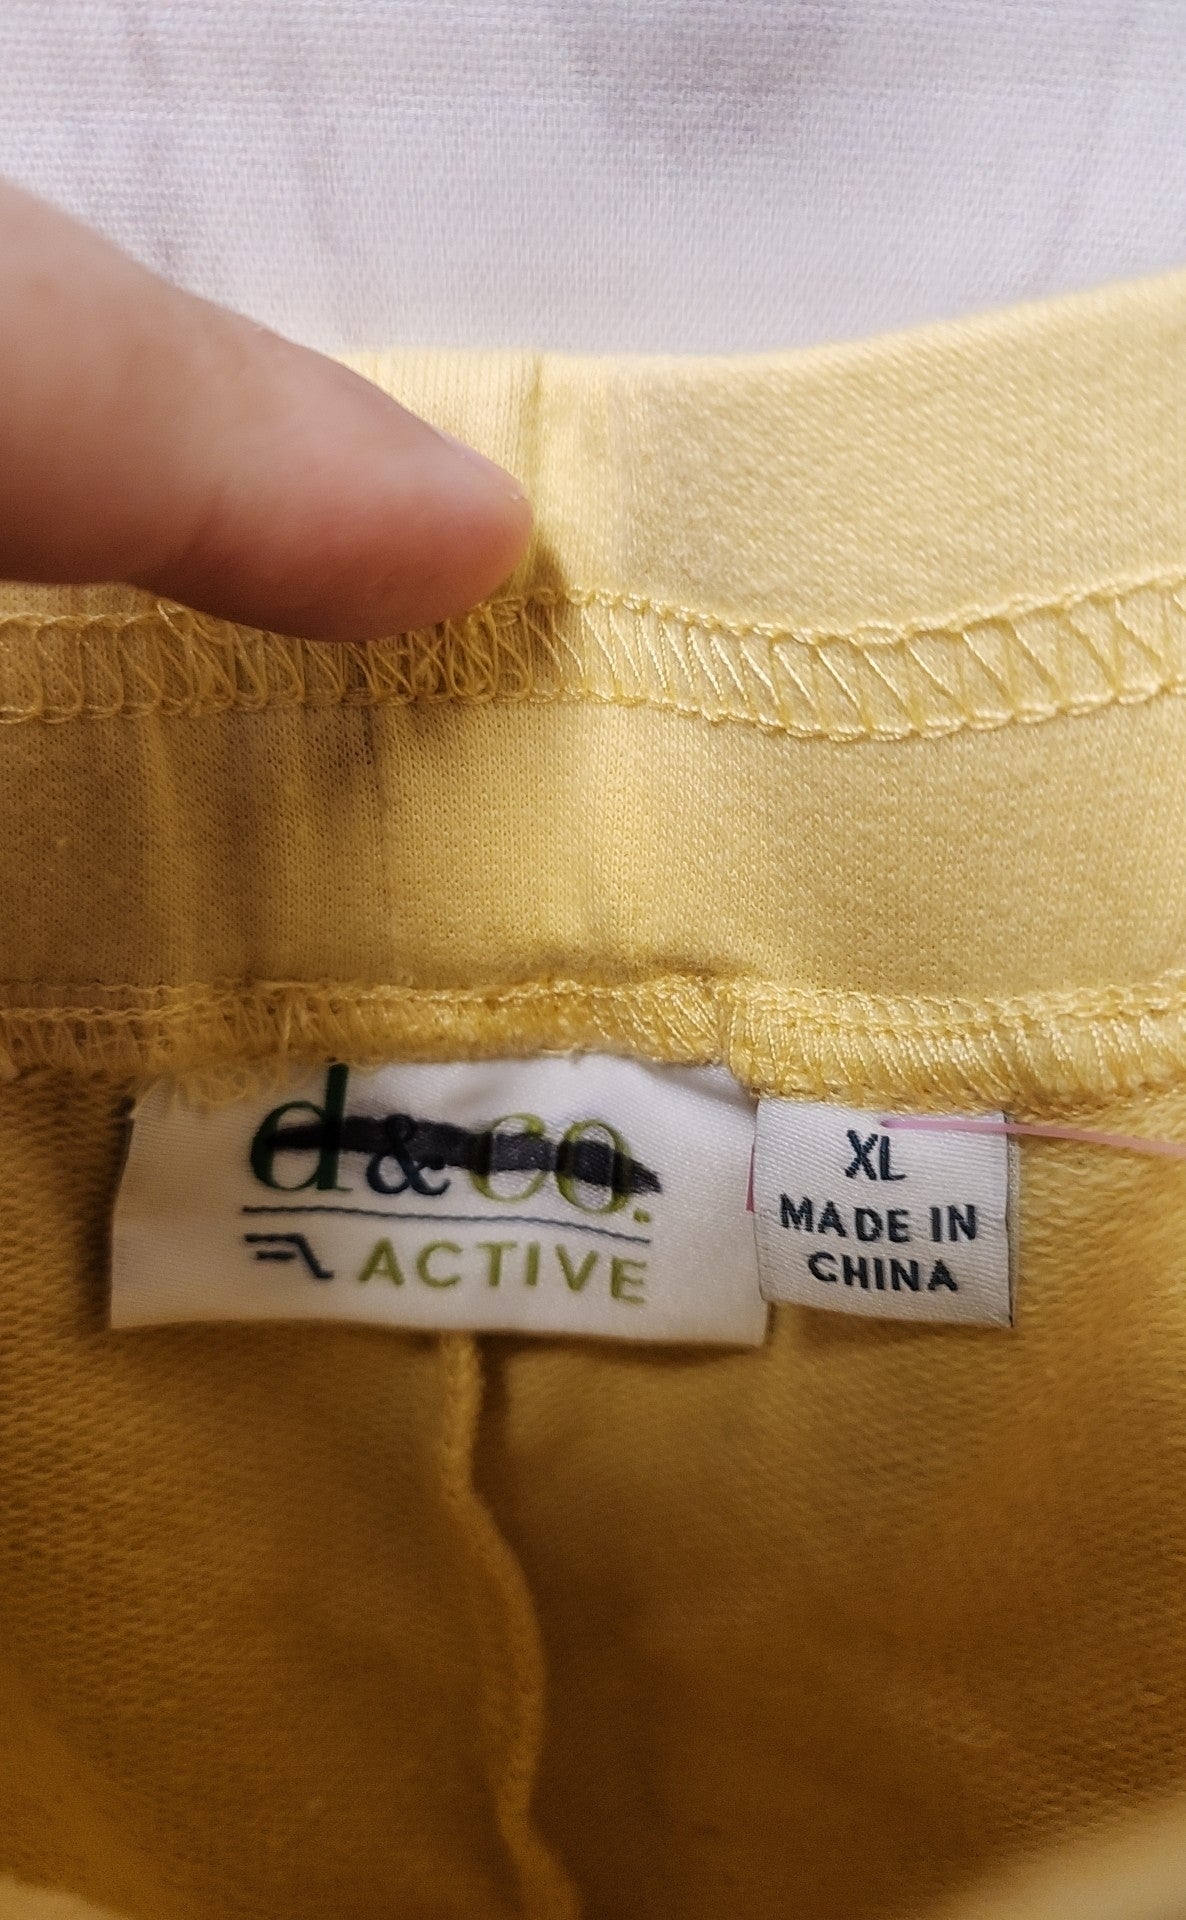 d&co.
ACTIVE
XL
MADE IN
CHINA